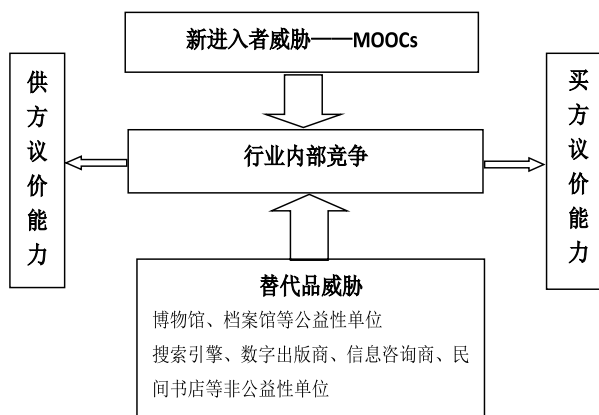 新进入者威胁——MOOCs
供方议价能力
行业内部竞争
买方议价能力
替代品威胁
博物馆、档案馆等公益性单位
搜索引擎、数字出版商、信息咨询商、民
间书店等非公益性单位